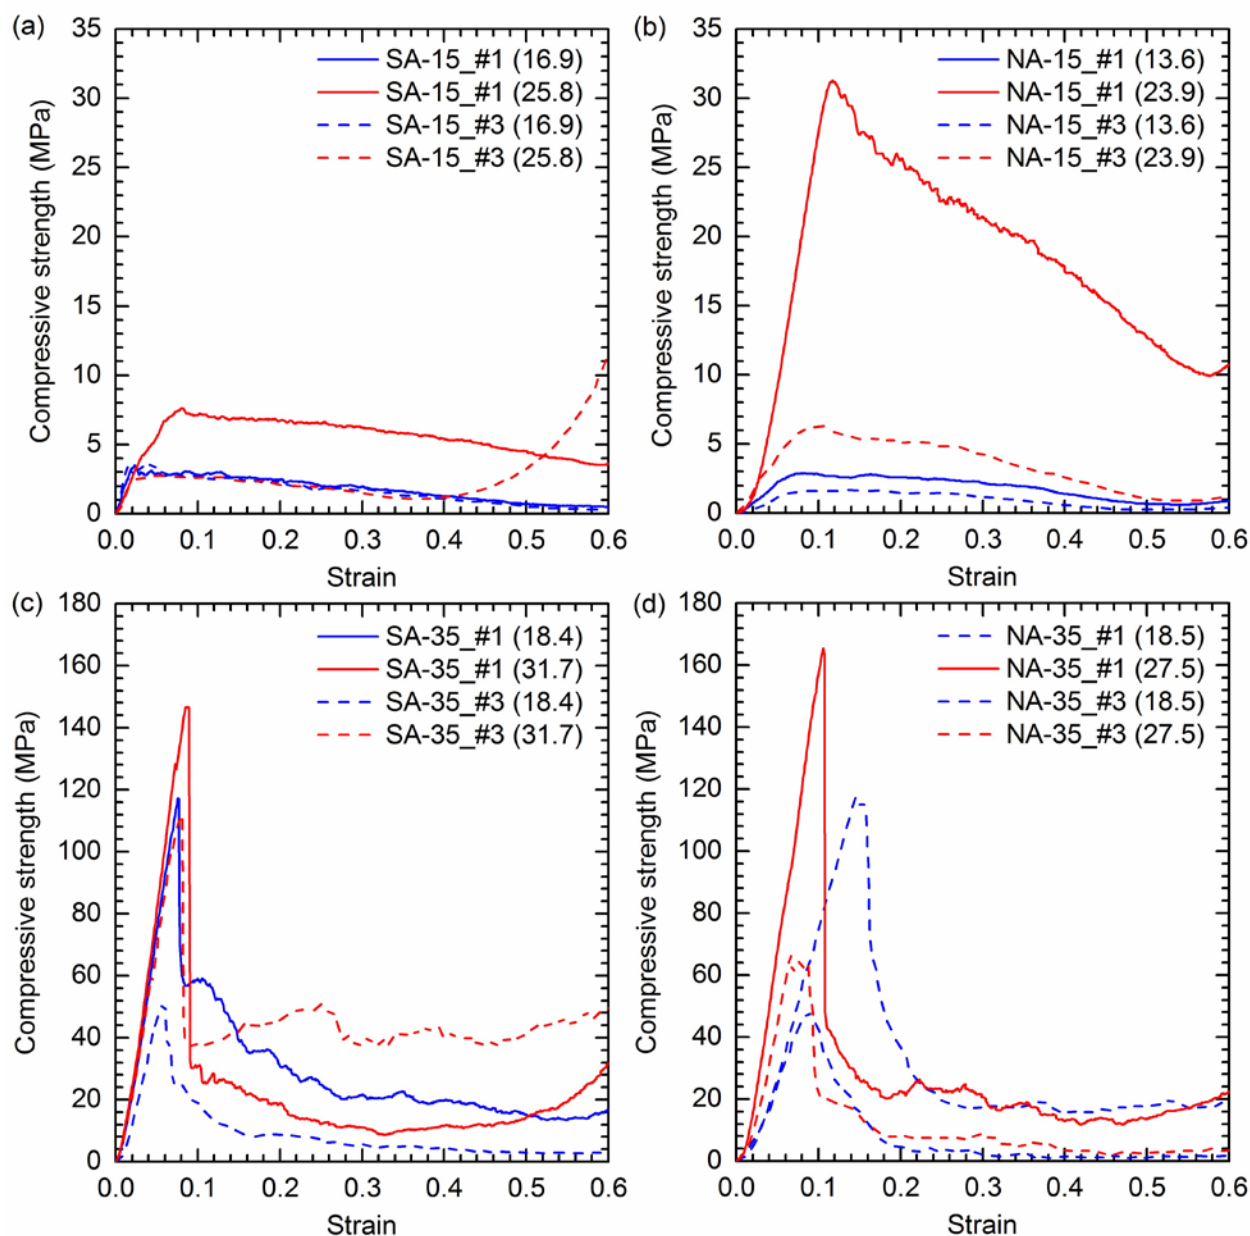 (a)
35
30
25
20
15
10
5
0
Compressive strength (MPa)
SA-15_#1 (16.9)
SA-15_#1 (25.8)
SA-15_#3 (16.9)
SA-15_#3 (25.8)
0.0 0.1 0.2 0.3 0.4 0.5 0.6
Strain
(b)
35
30
25
20
15
10
5
0
Compressive strength (MPa)
NA-15_#1 (13.6)
NA-15_#1 (23.9)
NA-15_#3 (13.6)
NA-15_#3 (23.9)
0.0 0.1 0.2 0.3 0.4 0.5 0.6
Strain
(c)
180
160
140
120
100
80
60
40
20
0
Compressive strength (MPa)
SA-35_#1 (18.4)
SA-35_#1 (31.7)
SA-35_#3 (18.4)
SA-35_#3 (31.7)
0.0 0.1 0.2 0.3 0.4 0.5 0.6
Strain
(d)
180
160
140
120
100
80
60
40
20
0
Compressive strength (MPa)
NA-35_#1 (18.5)
NA-35_#1 (27.5)
NA-35_#3 (18.5)
NA-35_#3 (27.5)
0.0 0.1 0.2 0.3 0.4 0.5 0.6
Strain